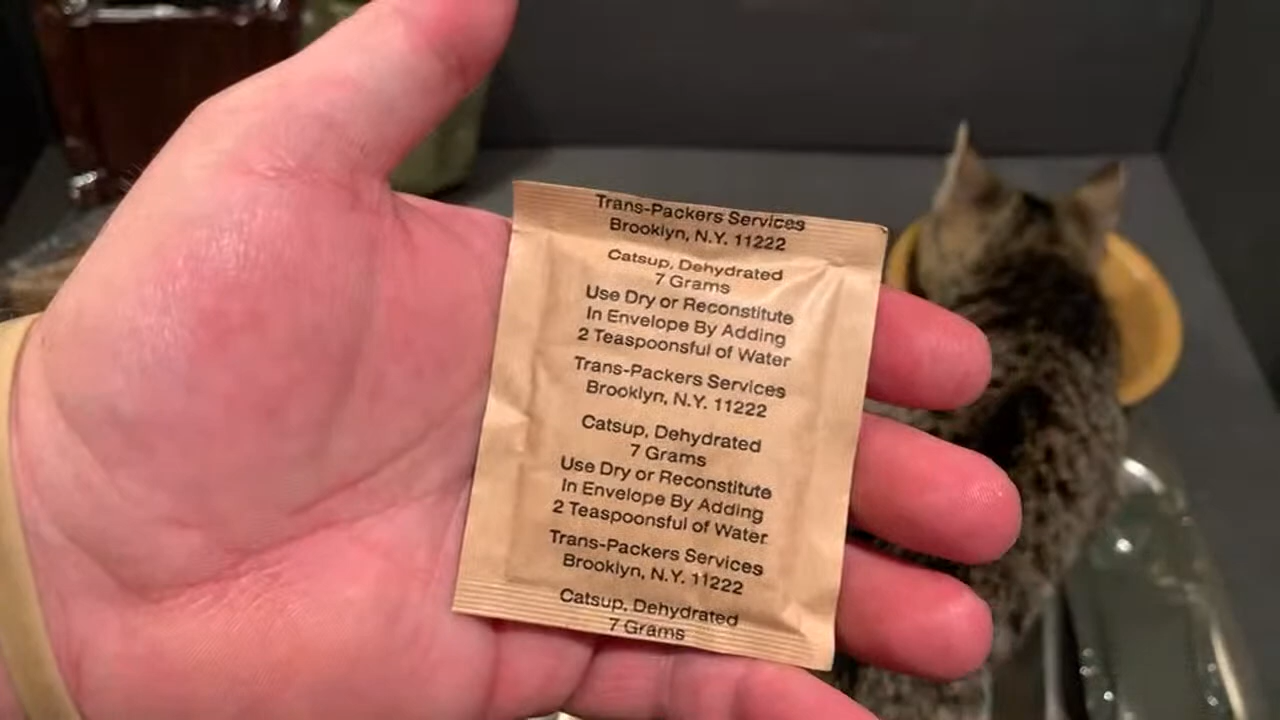 Trans-Packers Services
Brooklyn, N.Y. 11222
Catsup, Dehydrated
7 Grams
Use Dry or Reconstitute
In Envelope By Adding
2 Teaspoonsful of Water
Trans-Packers Services
Brooklyn, N.Y. 11222
Catsup, Dehydrated
7 Grams
Use Dry or Reconstitute
In Envelope By Adding
2 Teaspoonsful of Water
Trans-Packers Services
Brooklyn, N.Y. 11222
Catsup, Dehydrated
7 Grams